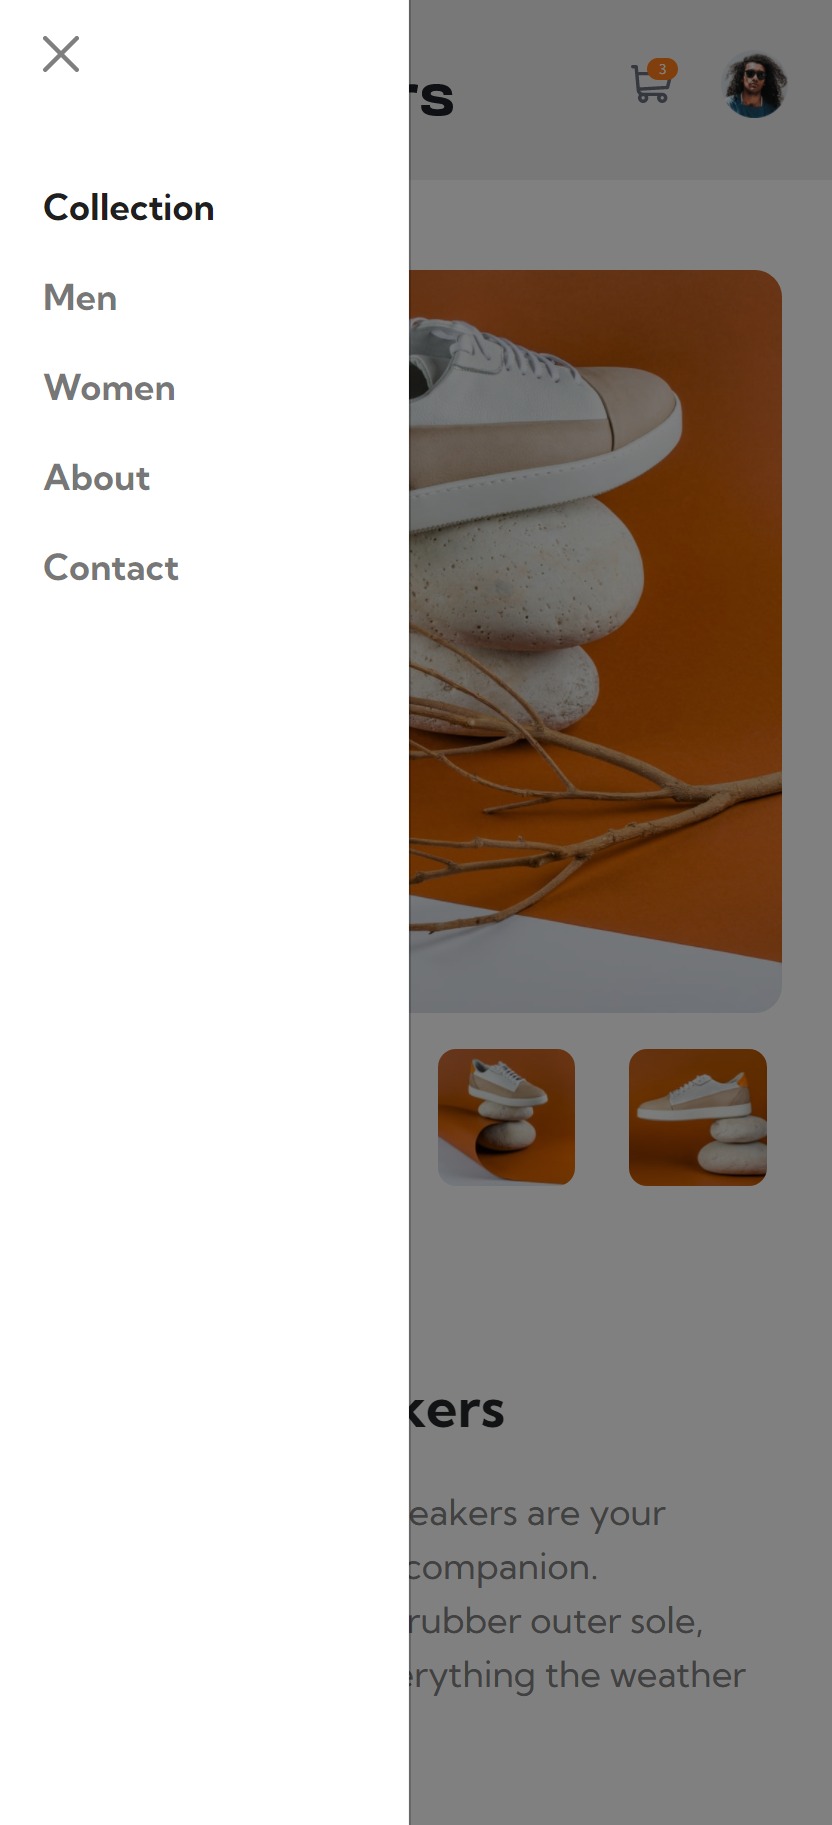 rs
3
Collection
Men
Women
About
Contact
kers
eakers are your
companion.
rubber outer sole,
erything the weather